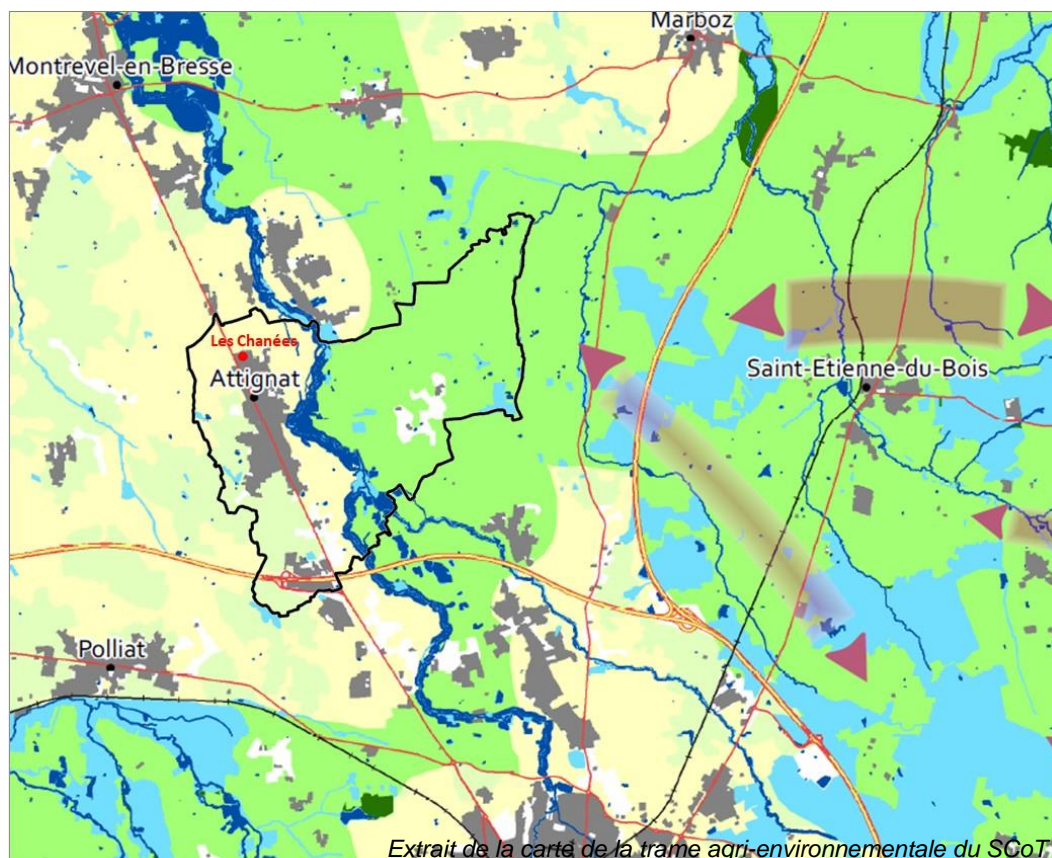 Marboz
Montrevel-en-Bresse
Les Chanées
Attignat
Saint-Etienne-du-Bois
Polliat
Extrait de la carte de la trame agri-environnementale du SCoT